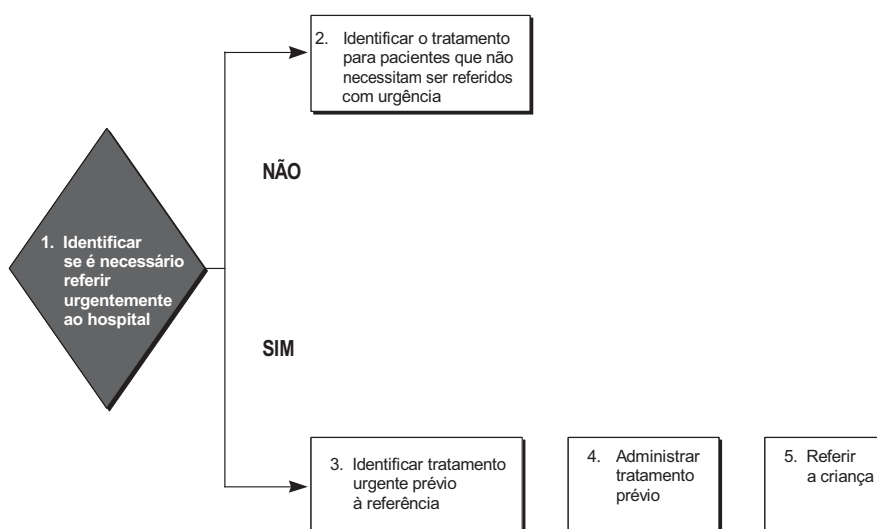 2. Identificar o tratamento
para pacientes que não
necessitam ser referidos
com urgência
NÃO
1. Identificar
se é necessário
referir
urgentemente
ao hospital
SIM
3. Identificar tratamento
urgente prévio
à referência
4. Administrar
tratamento
prévio
5. Referir
a criança